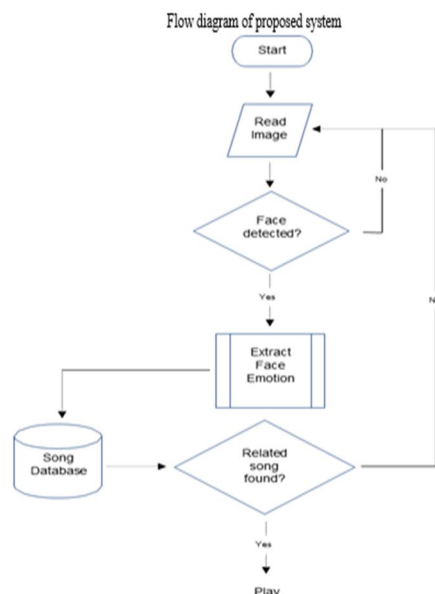 Flow diagram of proposed system
Start
Read
Image
No
Face
detected?
Yes
Extract
Face
Emotion
Song
Database
Related
song
found?
Yes
Play